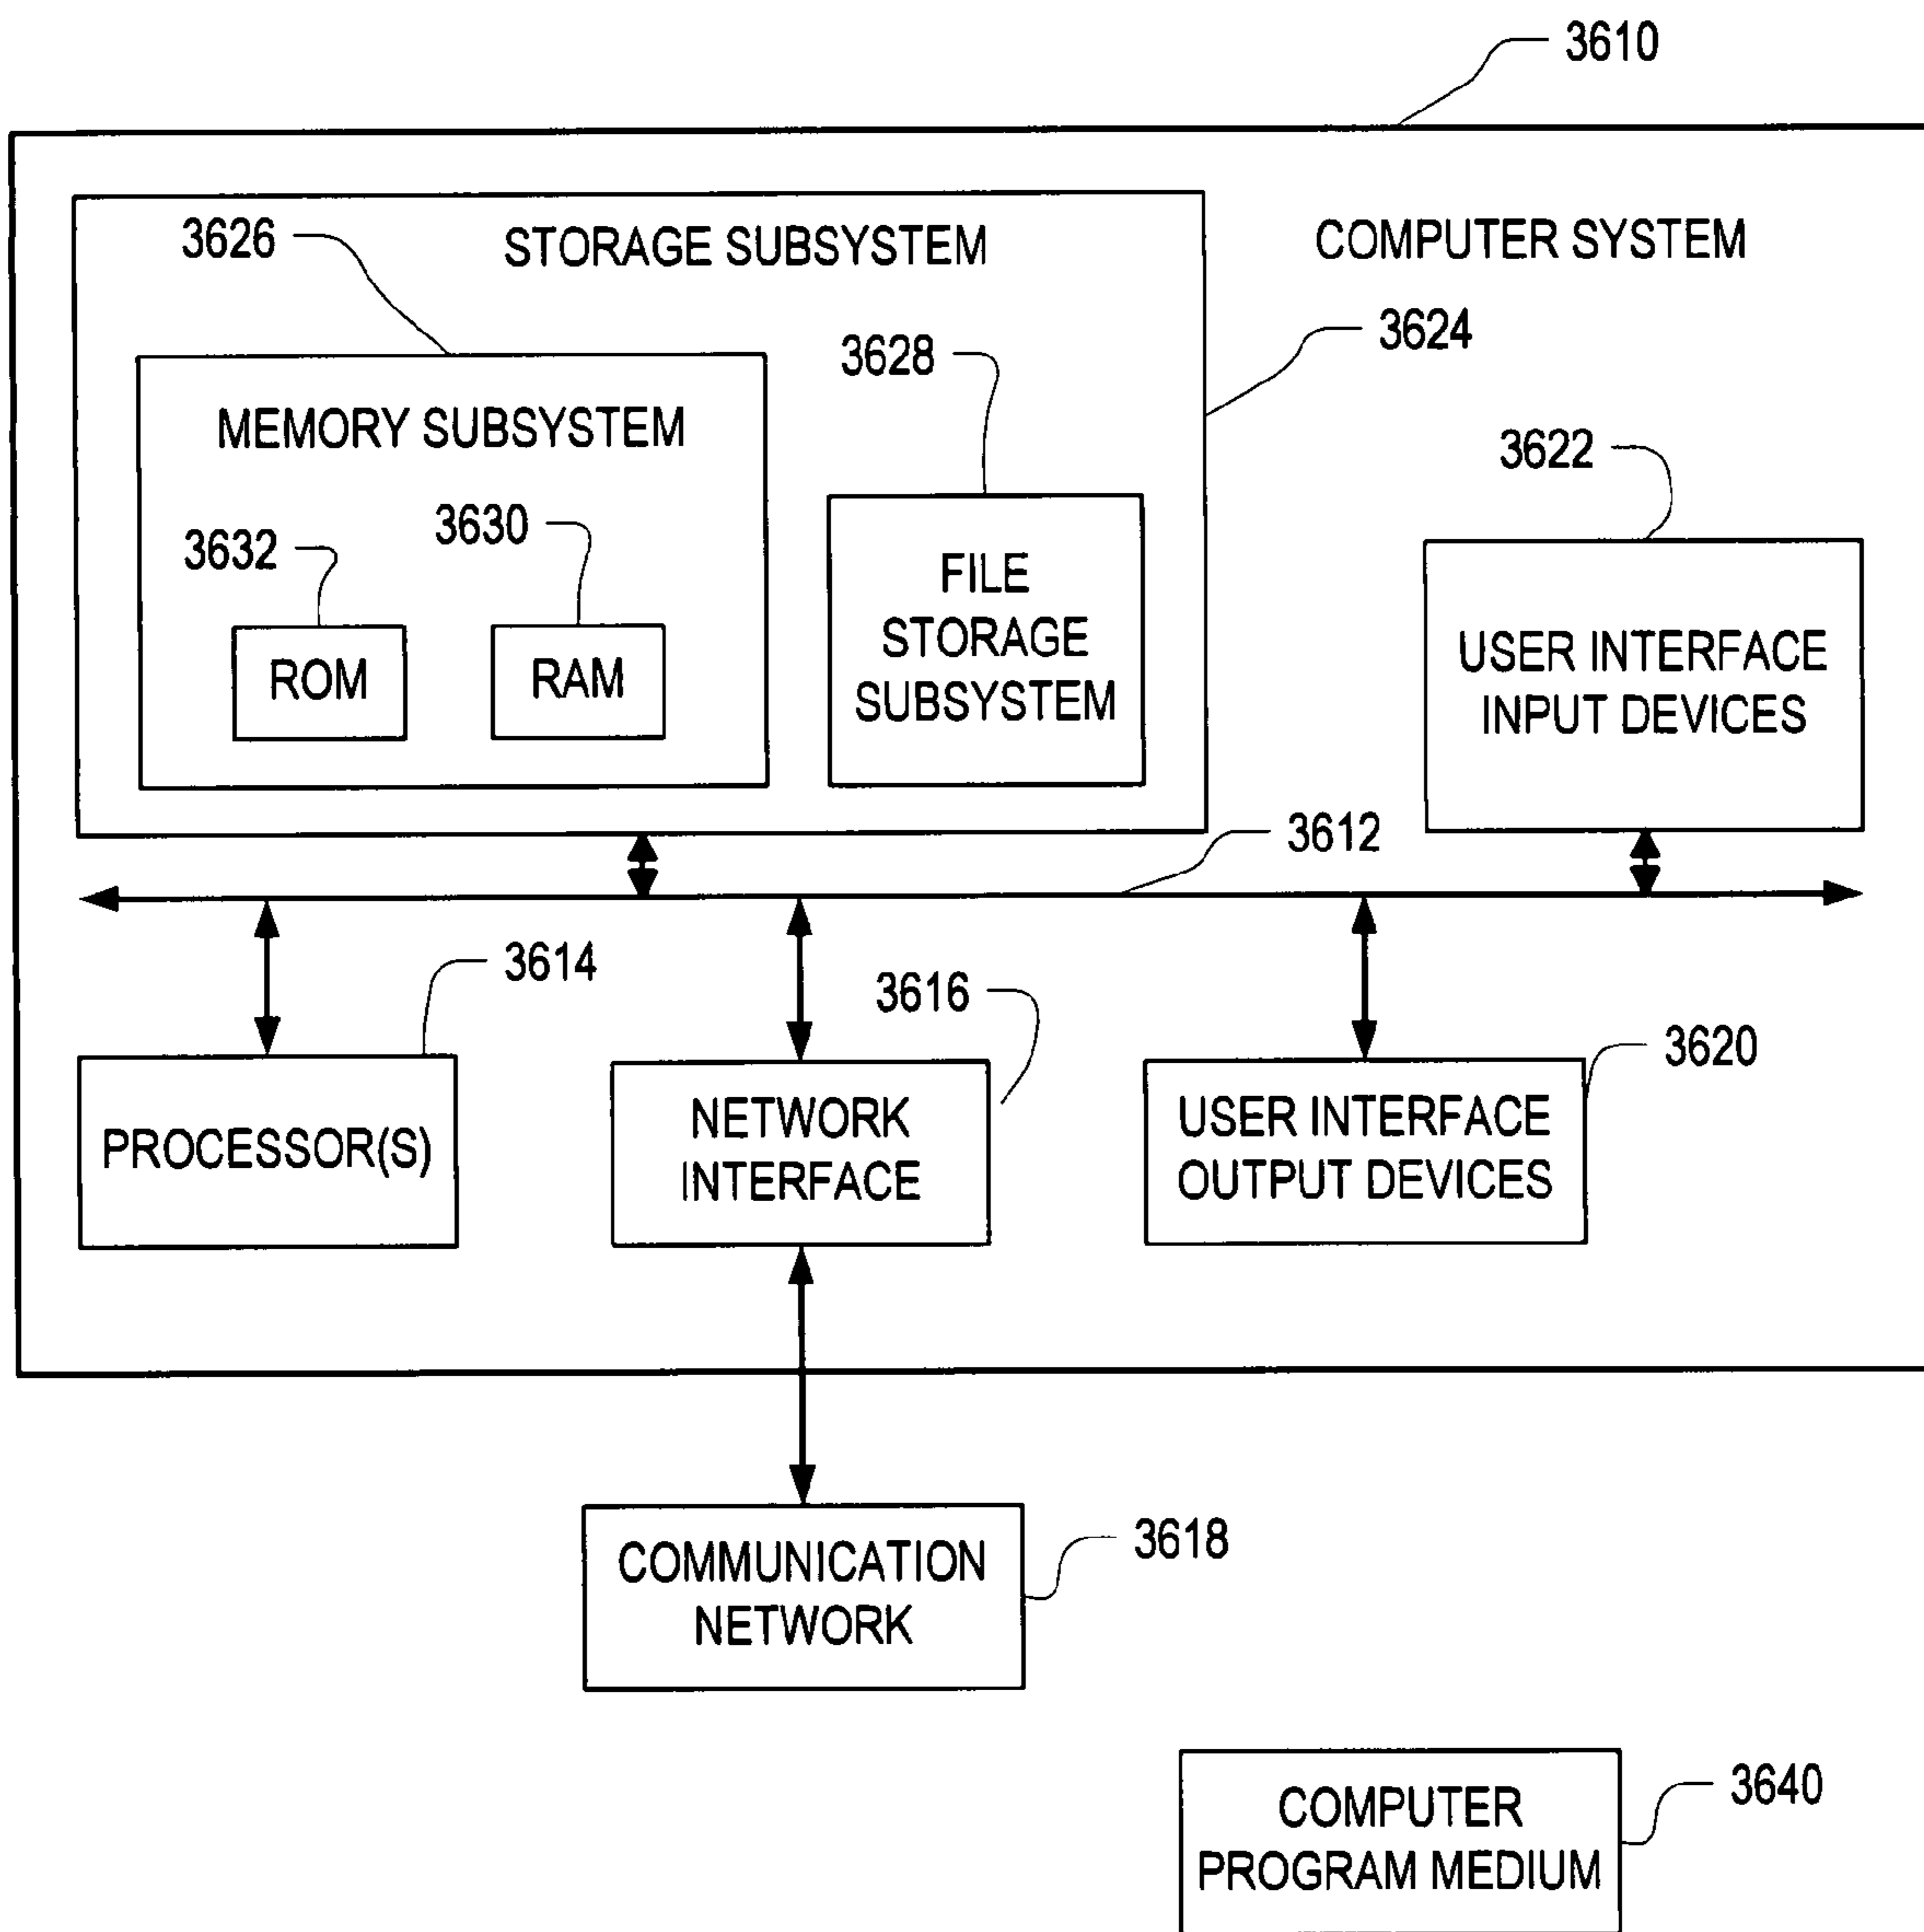 3610
3626
STORAGE SUBSYSTEM
COMPUTER SYSTEM
3624
3628
MEMORY SUBSYSTEM
3622
3632
3630
FILE
STORAGE
SUBSYSTEM
USER INTERFACE
INPUT DEVICES
ROM
RAM
3612
3614
3616
3620
PROCESSOR(S)
NETWORK
INTERFACE
USER INTERFACE
OUTPUT DEVICES
COMMUNICATION
NETWORK
3618
COMPUTER
PROGRAM MEDIUM
3640